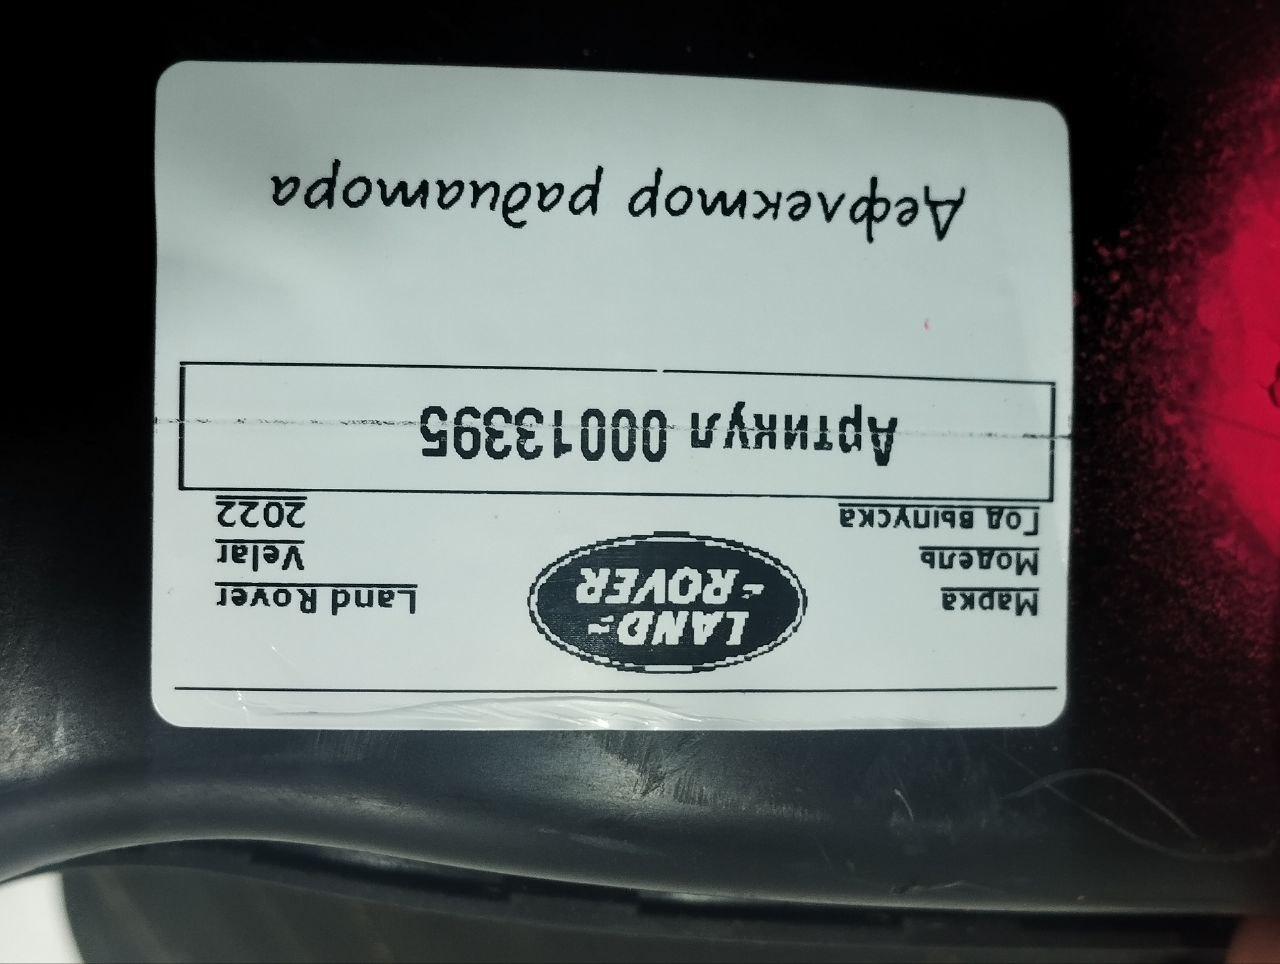 LAND-
-ROVER
Марка Land Rover
Модель Velar
Год выпуска 2022
Артикул 00013395
Дефлектор радиатора